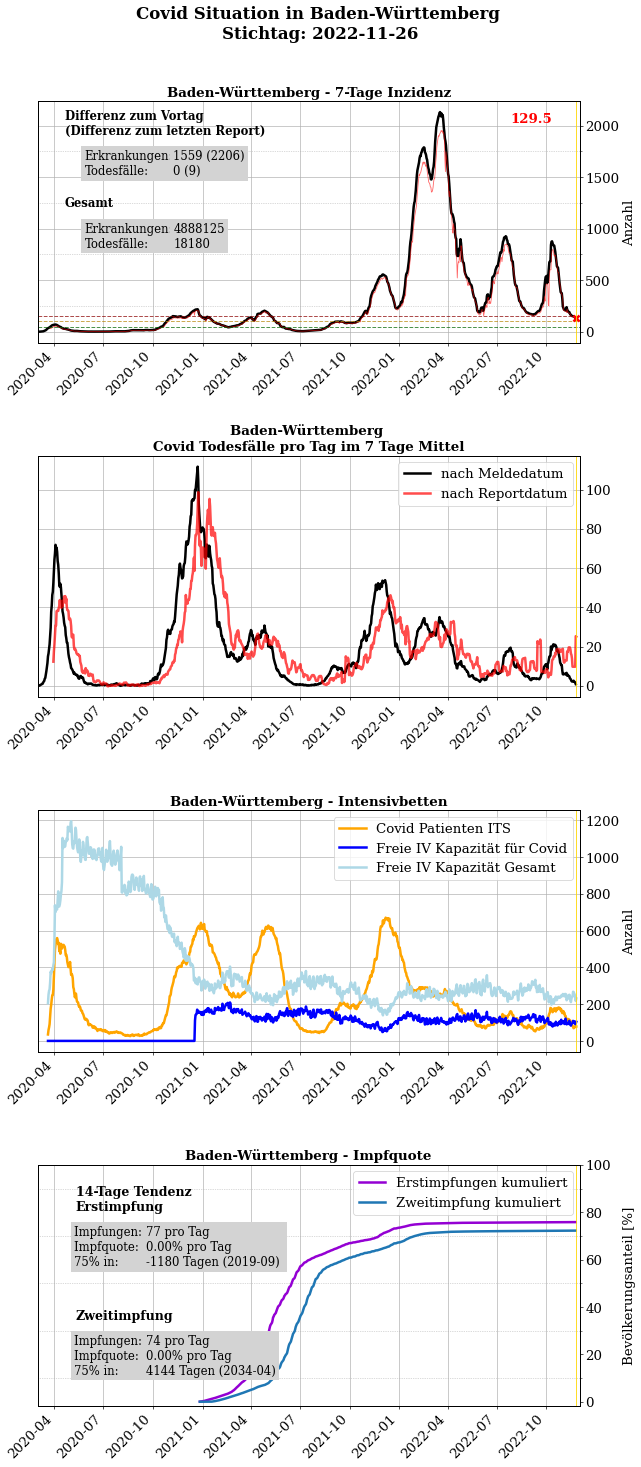 Covid Situation in Baden-Württemberg
Stichtag: 2022-11-26
Baden-Württemberg - 7-Tage Inzidenz
Differenz zum Vortag
(Differenz zum letzten Report)
Erkrankungen 1559 (2206)
Todesfälle: 0 (9)
Gesamt
Erkrankungen 4888125
Todesfälle: 18180
129.5
2000
1500
1000
500
0
Anzahl
2020-04 2020-07 2020-10 2021-01 2021-04 2021-07 2021-10 2022-01 2022-04 2022-07 2022-10
Baden-Württemberg
Covid Todesfälle pro Tag im 7 Tage Mittel
nach Meldedatum
nach Reportdatum
100
80
60
40
20
0
2020-04 2020-07 2020-10 2021-01 2021-04 2021-07 2021-10 2022-01 2022-04 2022-07 2022-10
Baden-Württemberg - Intensivbetten
Covid Patienten ITS
Freie IV Kapazität für Covid
Freie IV Kapazität Gesamt
1200
1000
800
600
400
200
0
Anzahl
2020-04 2020-07 2020-10 2021-01 2021-04 2021-07 2021-10 2022-01 2022-04 2022-07 2022-10
Baden-Württemberg - Impfquote
14-Tage Tendenz
Erstimpfung
Impfungen: 77 pro Tag
Impfquote: 0.00% pro Tag
75% in: -1180 Tagen (2019-09)
Zweitimpfung
Impfungen: 74 pro Tag
Impfquote: 0.00% pro Tag
75% in: 4144 Tagen (2034-04)
Erstimpfungen kumuliert
Zweitimpfung kumuliert
100
80
60
40
20
0
Bevölkerungsanteil [%]
2020-04 2020-07 2020-10 2021-01 2021-04 2021-07 2021-10 2022-01 2022-04 2022-07 2022-10